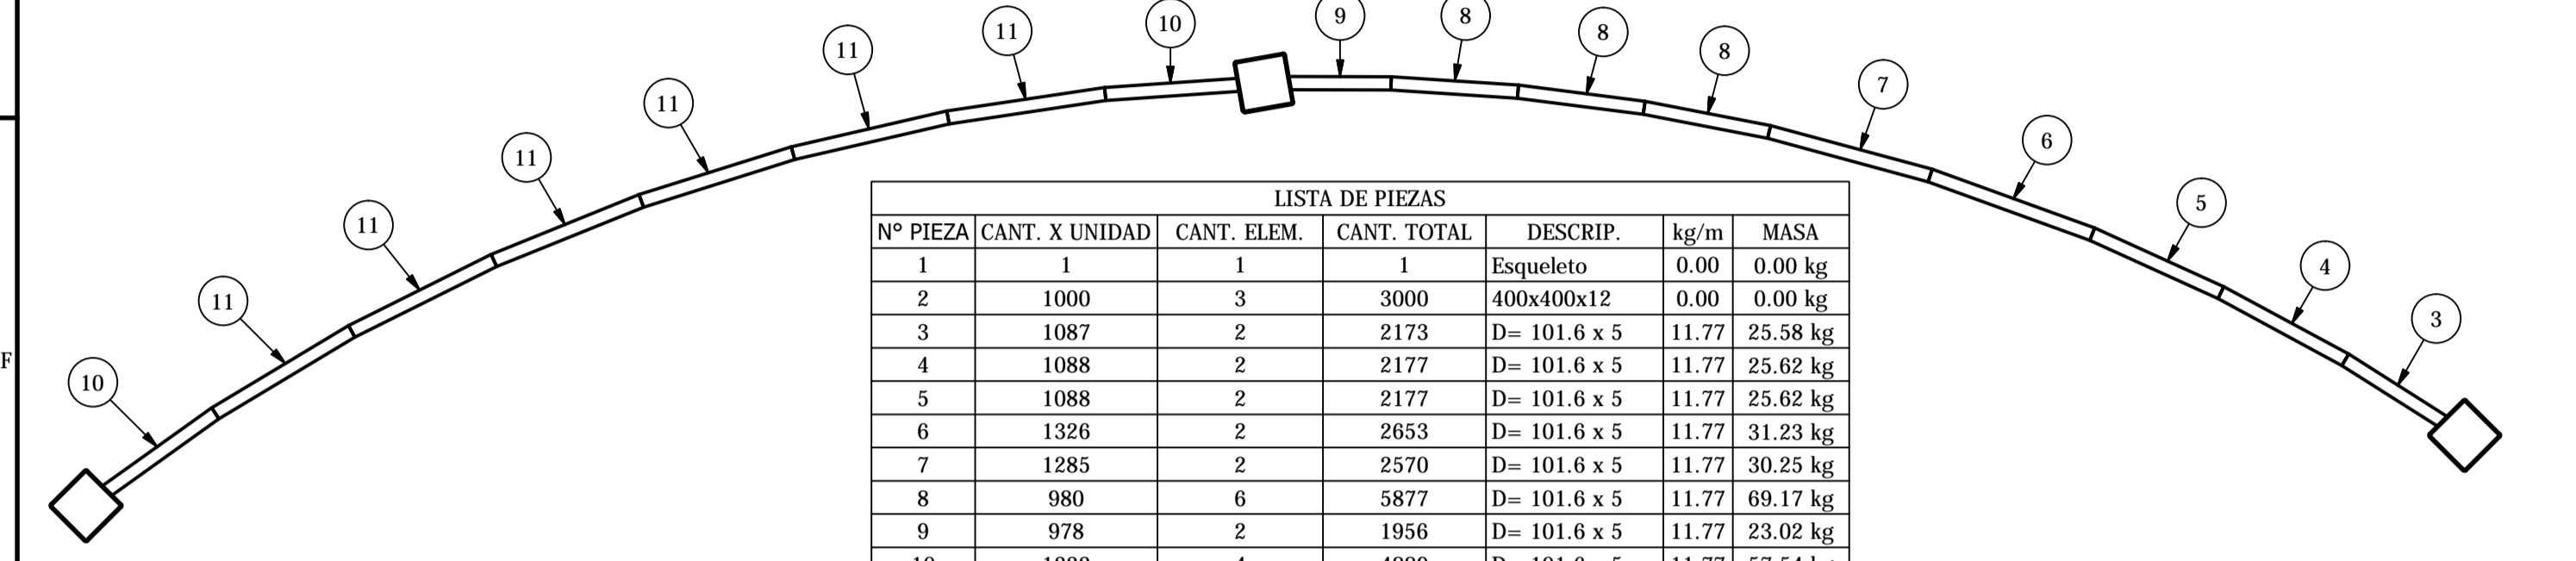 9
8
11
10
8
11
8
7
11
6
11
5
11
LISTA DE PIEZAS
N° PIEZA CANT. X UNIDAD CANT. ELEM. CANT. TOTAL DESCRIP. kg/m MASA
1 1 1 1 Esqueleto 0.00 0.00 kg
2 1000 3 3000 400x400x12 0.00 0.00 kg
3 1087 2 2173 D= 101.6 x 5 11.77 25.58 kg
4 1088 2 2177 D= 101.6 x 5 11.77 25.62 kg
5 1088 2 2177 D= 101.6 x 5 11.77 25.62 kg
6 1326 2 2653 D= 101.6 x 5 11.77 31.23 kg
7 1285 2 2570 D= 101.6 x 5 11.77 30.25 kg
8 980 6 5877 D= 101.6 x 5 11.77 69.17 kg
9 978 2 1956 D= 101.6 x 5 11.77 23.02 kg
4
11
3
F
10